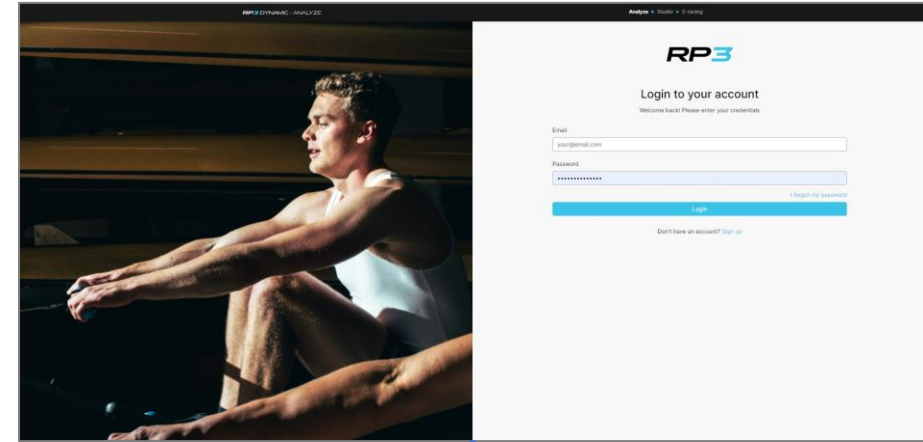 RP3 DYNAMIC / ANALYZE
Analyze • Studio • E-racing
RP3
Login to your account
Welcome back! Please enter your credentials
Email
your@email.com
Password
••••••••••••••
I forgot my password
Login
Don't have an account? Sign up